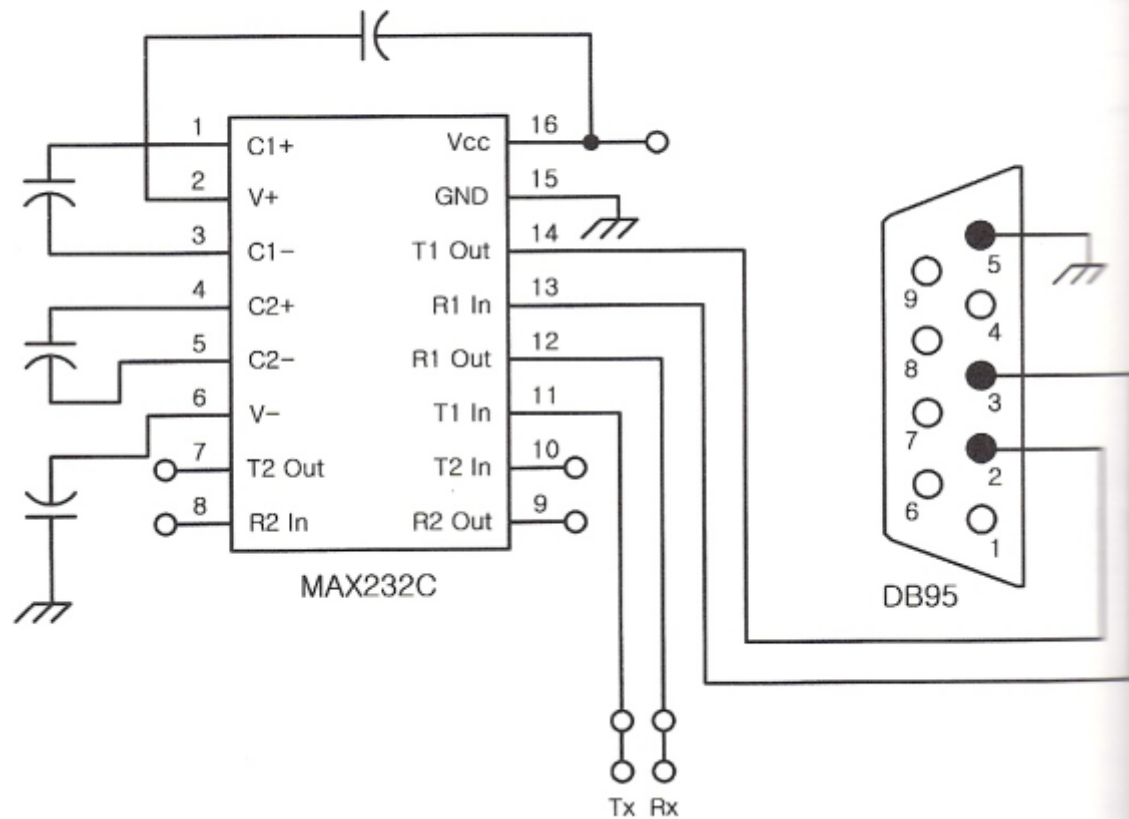 1
C1+
2
V+
3
C1-
4
C2+
5
C2-
6
V-
7
T2 Out
8
R2 In
16
Vcc
15
GND
14
T1 Out
13
R1 In
12
R1 Out
11
T1 In
10
T2 In
9
R2 Out
MAX232C
Tx Rx
5
9
4
8
3
7
2
6
1
DB95